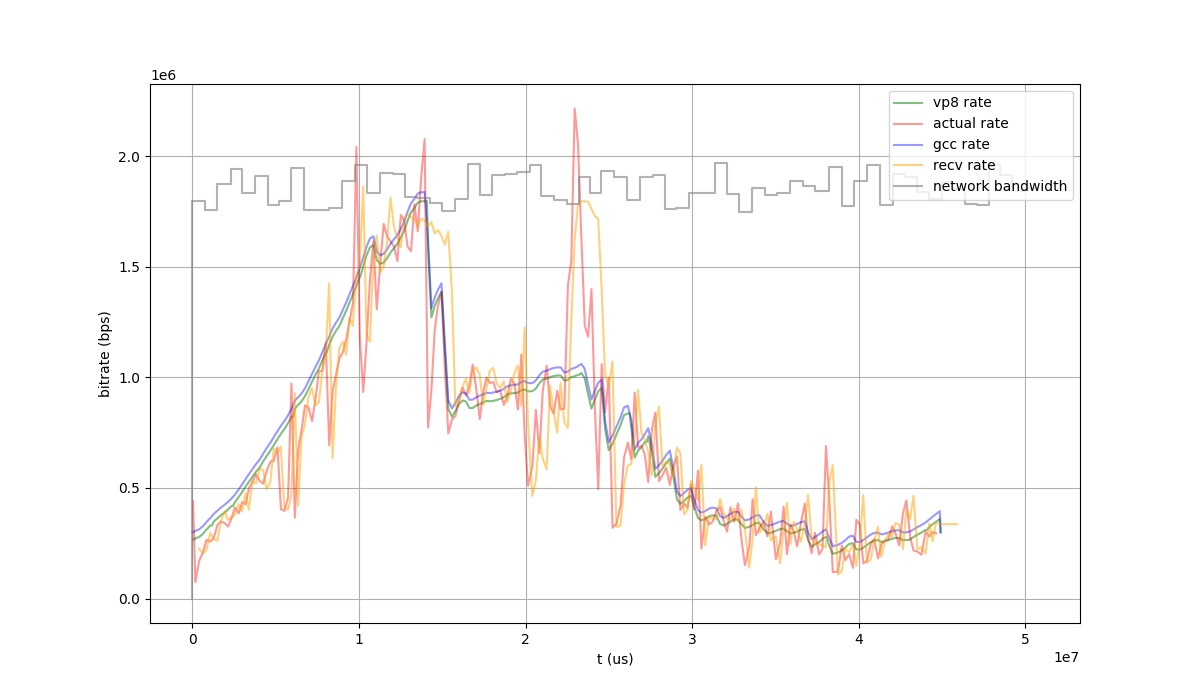 1e6
vp8 rate
actual rate
gcc rate
recv rate
network bandwidth
2.0
1.5
1.0
0.5
0.0
bitrate (bps)
0 1 2 3 4 5
t (us)
1e7